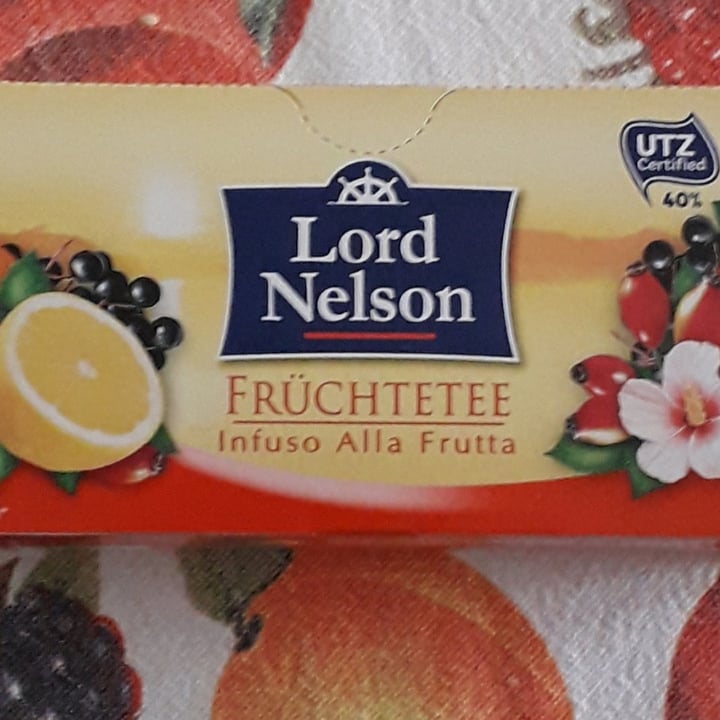 UTZ
Certified
40%
Lord
Nelson
FRÜCHTETEE
Infuso Alla Frutta